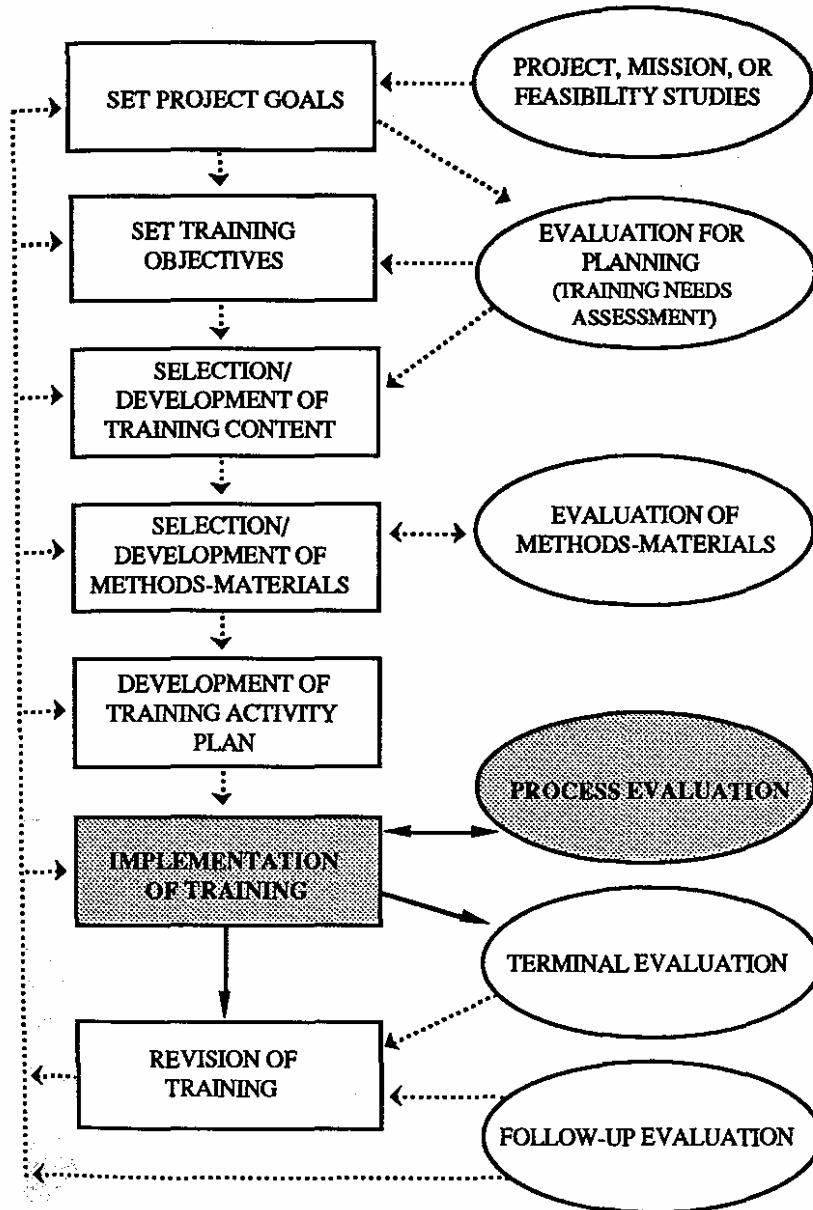 SET PROJECT GOALS
PROJECT, MISSION, OR
FEASIBILITY STUDIES
SET TRAINING
OBJECTIVES
EVALUATION FOR
PLANNING
(TRAINING NEEDS
ASSESSMENT)
SELECTION/
DEVELOPMENT OF
TRAINING CONTENT
SELECTION/
DEVELOPMENT OF
METHODS-MATERIALS
EVALUATION OF
METHODS-MATERIALS
DEVELOPMENT OF
TRAINING ACTIVITY
PLAN
PROCESS EVALUATION
IMPLEMENTATION
OF TRAINING
TERMINAL EVALUATION
REVISION OF
TRAINING
FOLLOW-UP EVALUATION